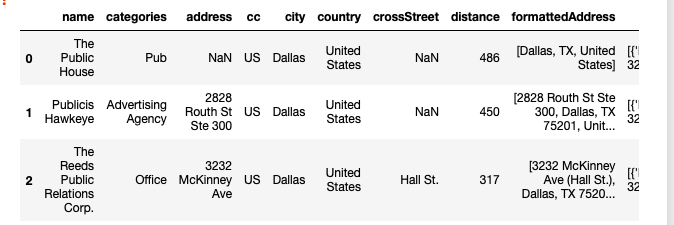 name categories address cc city country crossStreet distance formattedAddress
0 The Public House Pub NaN US Dallas United States NaN 486 [Dallas, TX, United States] [{' 32
1 Publicis Hawkeye Advertising Agency 2828 Routh St Ste 300 US Dallas United States NaN 450 [2828 Routh St Ste 300, Dallas, TX 75201, Unit... [{' 32
2 The Reeds Public Relations Corp. Office 3232 McKinney Ave US Dallas United States Hall St. 317 [3232 McKinney Ave (Hall St.), Dallas, TX 7520... [{' 32